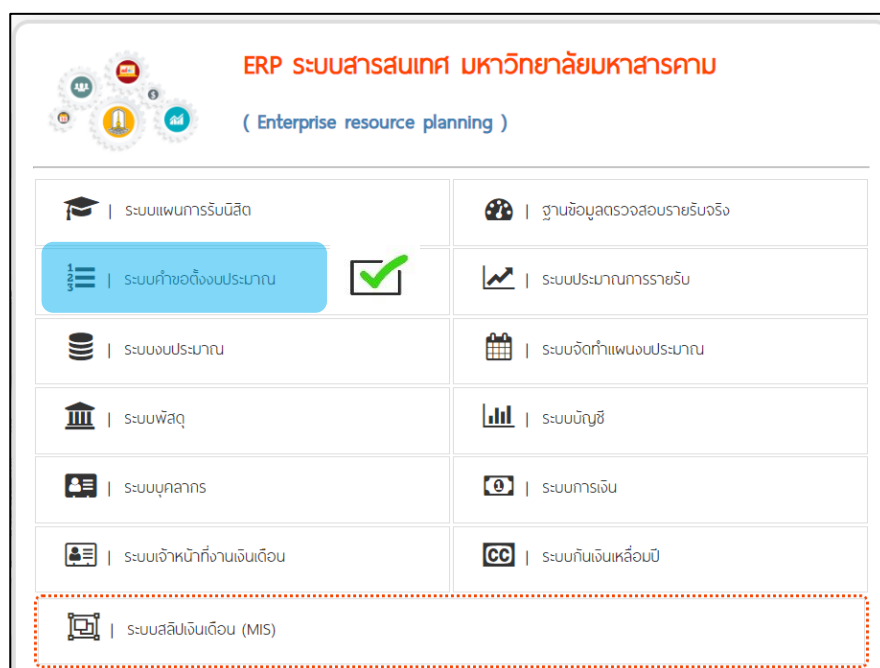 ERP ระบบสารสนเทศ มหาวิทยาลัยมหาสารคาม
( Enterprise resource planning )
| ระบบแผนการรับนิสิต
| ฐานข้อมูลตรวจสอบรายรับจริง
| ระบบคำขอตั้งงบประมาณ
| ระบบประมาณการรายรับ
| ระบบงบประมาณ
| ระบบจัดทำแผนงบประมาณ
| ระบบพัสดุ
| ระบบบัญชี
| ระบบบุคลากร
| ระบบการเงิน
| ระบบเจ้าหน้าที่งานเงินเดือน
CC | ระบบกันเงินเหลื่อมปี
| ระบบสลิปเงินเดือน (MIS)